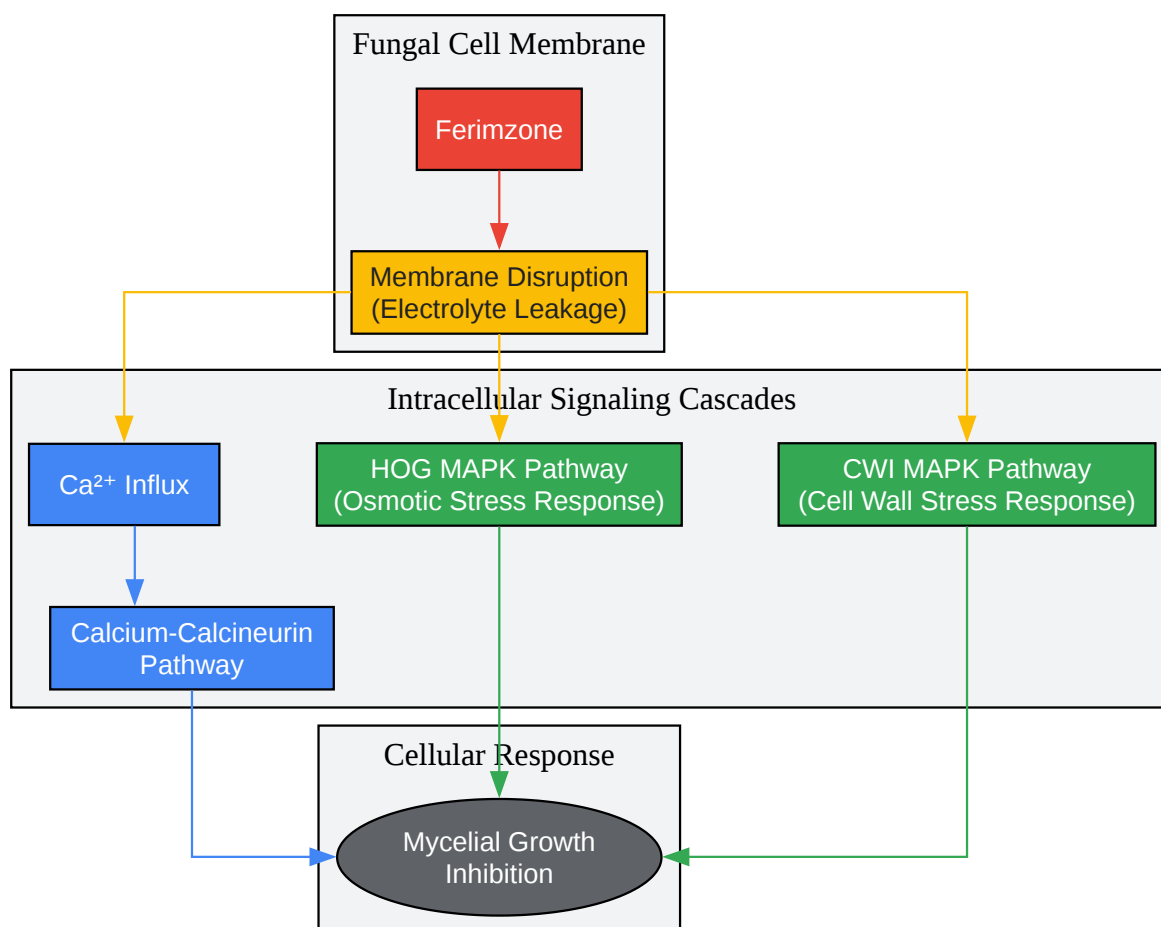 Fungal Cell Membrane
Ferimzone
Membrane Disruption
(Electrolyte Leakage)
Intracellular Signaling Cascades
Ca²⁺ Influx
HOG MAPK Pathway
(Osmotic Stress Response)
CWI MAPK Pathway
(Cell Wall Stress Response)
Calcium-Calcineurin
Pathway
Cellular Response
Mycelial Growth
Inhibition